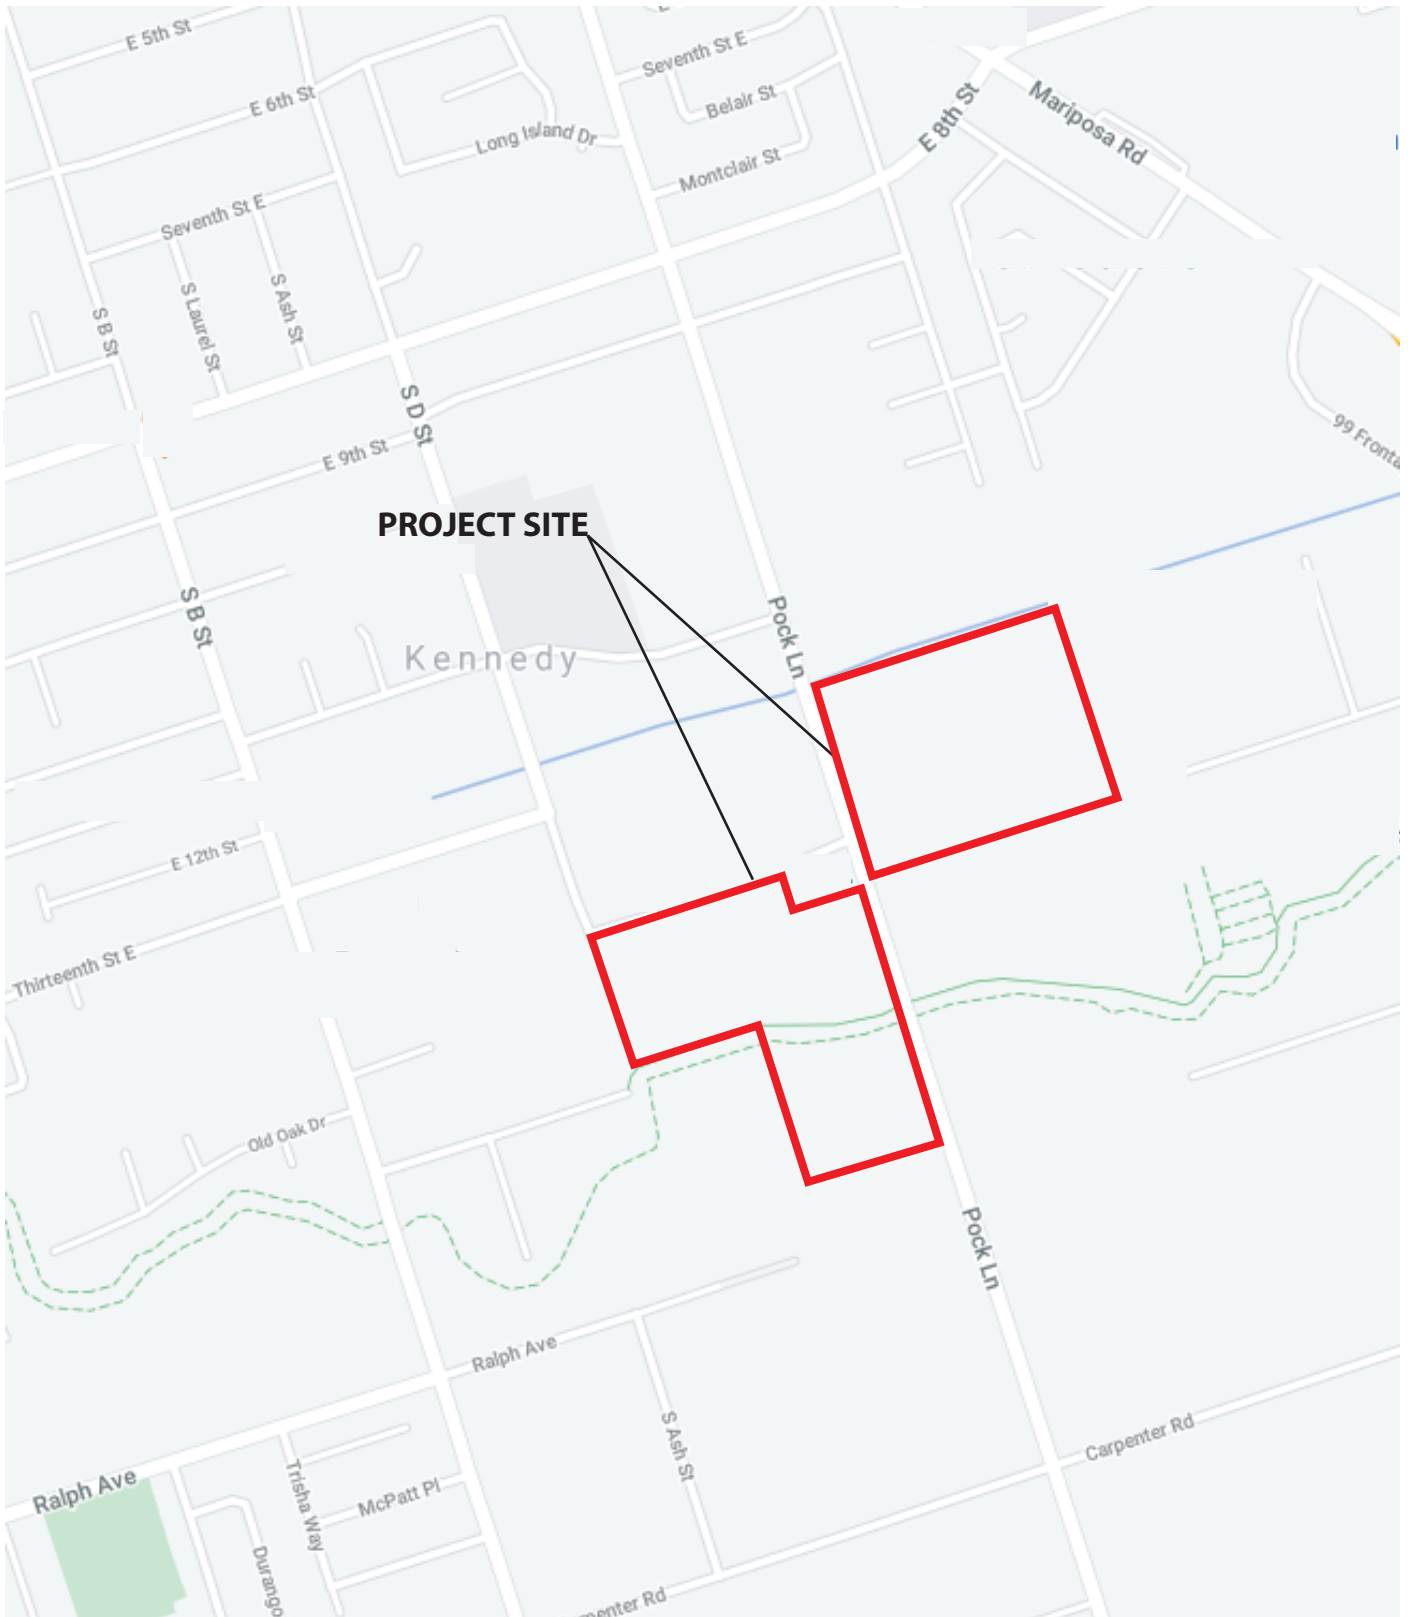 E 5th St
Seventh St E
E 6th St
Belair St
Mariposa Rd
E 8th St
Long Island Dr
Montclair St
Seventh St E
S B St
S Laurel St
S Ash St
S D St
E 9th St
99 Fronta
PROJECT SITE
S B St
Pock Ln
Kennedy
E 12th St
Thirteenth St E
Old Oak Dr
Pock Ln
Ralph Ave
S Ash St
Carpenter Rd
Ralph Ave
Trisha Way
McPatt Pl
Durango
penter Rd